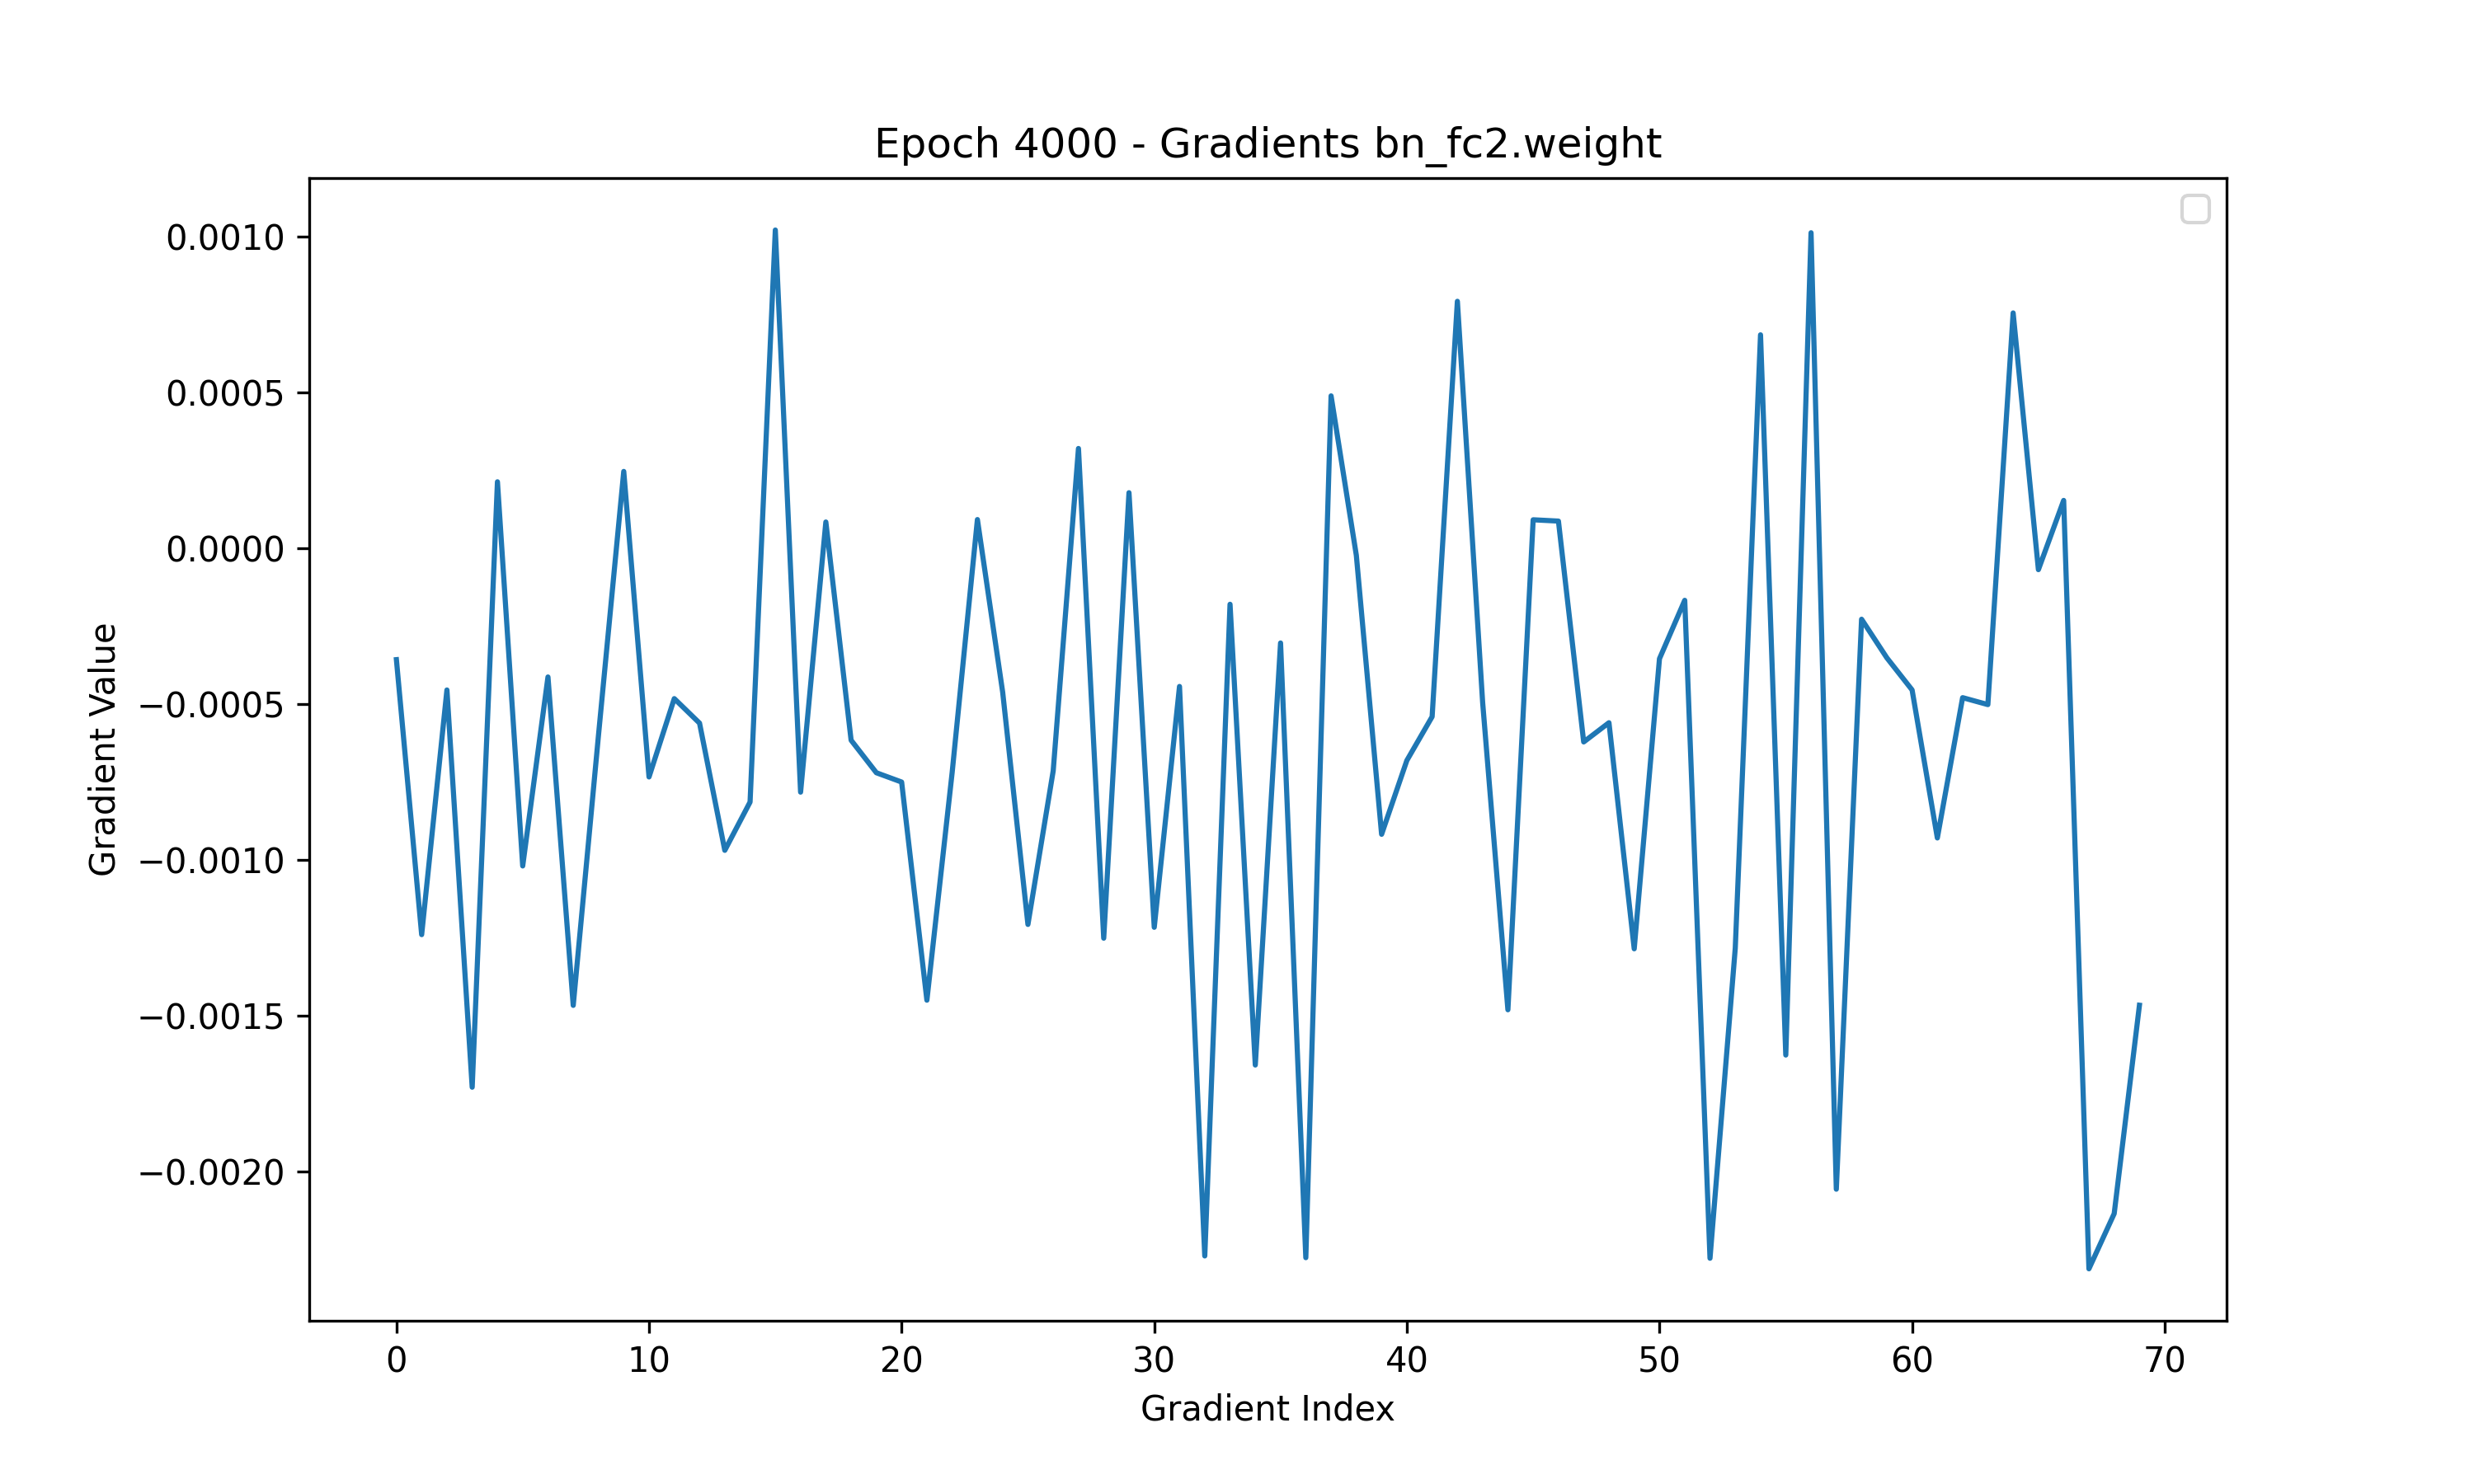 Epoch 4000 - Gradients bn_fc2.weight
0.0010
0.0005
0.0000
−0.0005
−0.0010
−0.0015
−0.0020
Gradient Value
0 10 20 30 40 50 60 70
Gradient Index